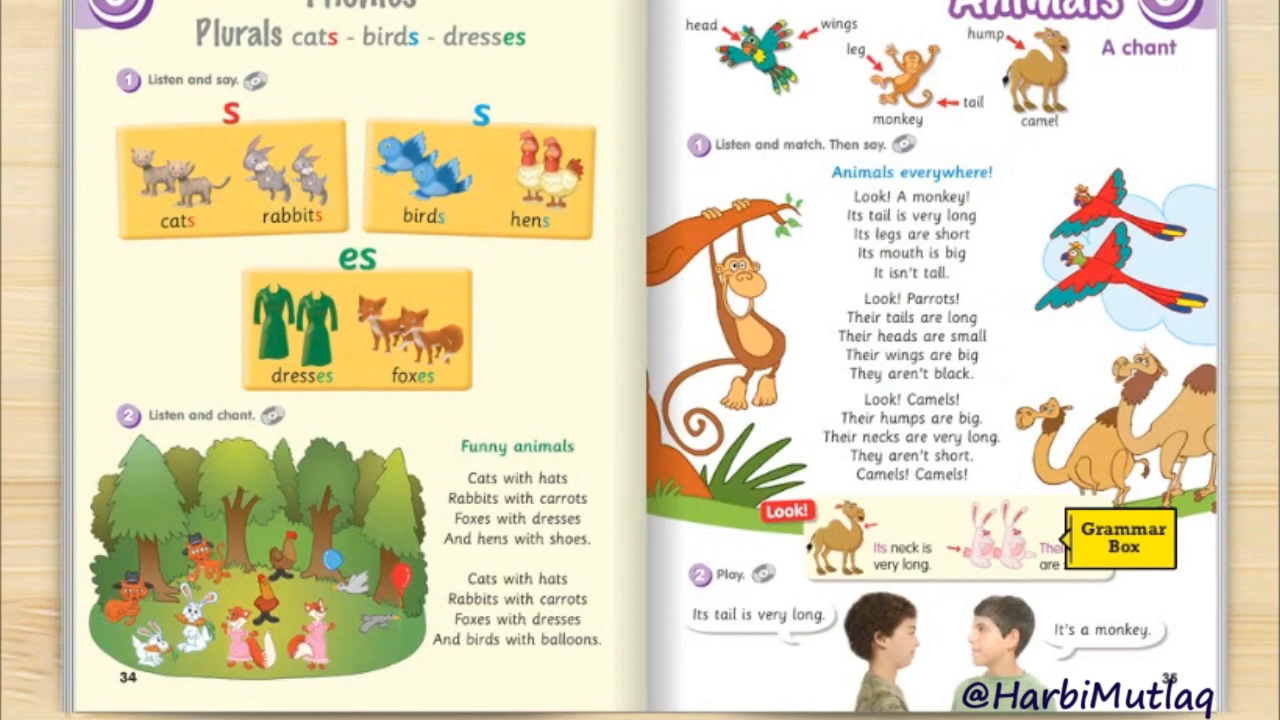 Phonics
Plurals cats - birds - dresses
1 Listen and say.
s
s
cats
rabbits
birds
hens
es
dresses
foxes
2 Listen and chant.
Funny animals
Cats with hats
Rabbits with carrots
Foxes with dresses
And hens with shoes.
Cats with hats
Rabbits with carrots
Foxes with dresses
And birds with balloons.
34
Animals
A chant
head
wings
leg
tail
monkey
hump
camel
1 Listen and match. Then say.
Animals everywhere!
Look! A monkey!
Its tail is very long
Its legs are short
Its mouth is big
It isn't tall.
Look! Parrots!
Their tails are long
Their heads are small
Their wings are big
They aren't black.
Look! Camels!
Their humps are big.
Their necks are very long.
They aren't short.
Camels! Camels!
Look!
Its neck is
very long.
are
Grammar
Box
2 Play.
Its tail is very long.
It's a monkey.
35
@HarbiMutlaq